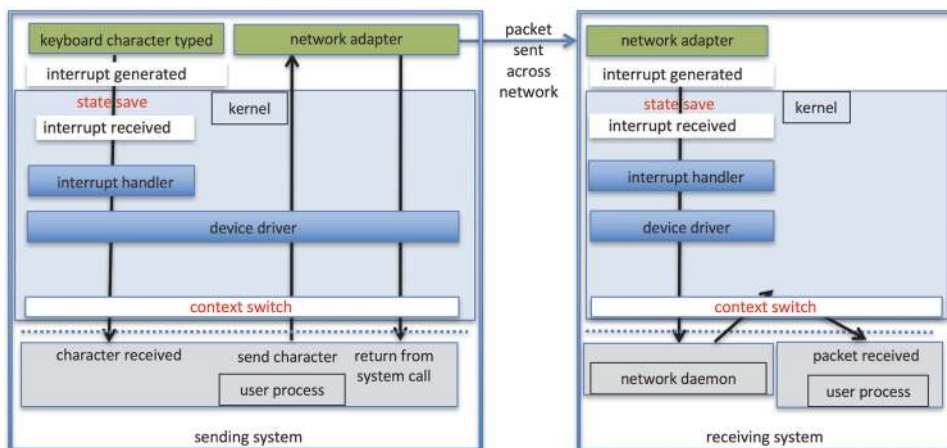 keyboard character typed
network adapter
interrupt generated
state save
kernel
interrupt received
interrupt handler
device driver
context switch
character received
send character
return from
system call
user process
sending system
packet
sent
across
network
network adapter
interrupt generated
state save
kernel
interrupt received
interrupt handler
device driver
context switch
network daemon
packet received
user process
receiving system